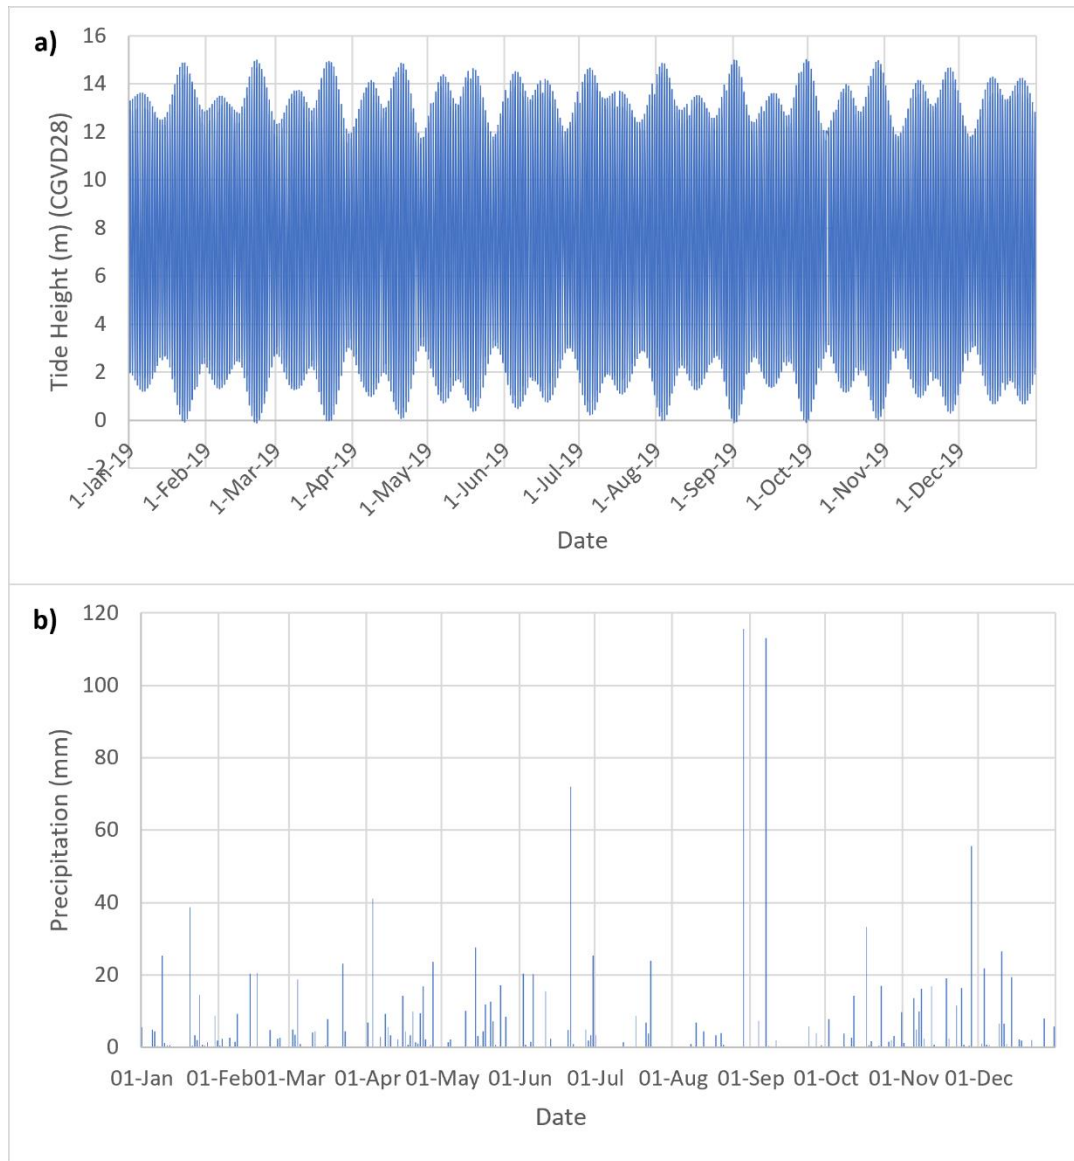 a)
16
14
12
10
8
6
4
2
0
-2
Tide Height (m) (CGVD28)
1-Jan-19 1-Feb-19 1-Mar-19 1-Apr-19 1-May-19 1-Jun-19 1-Jul-19 1-Aug-19 1-Sep-19 1-Oct-19 1-Nov-19 1-Dec-19
Date
b)
120
100
80
60
40
20
0
Precipitation (mm)
01-Jan 01-Feb 01-Mar 01-Apr 01-May 01-Jun 01-Jul 01-Aug 01-Sep 01-Oct 01-Nov 01-Dec
Date